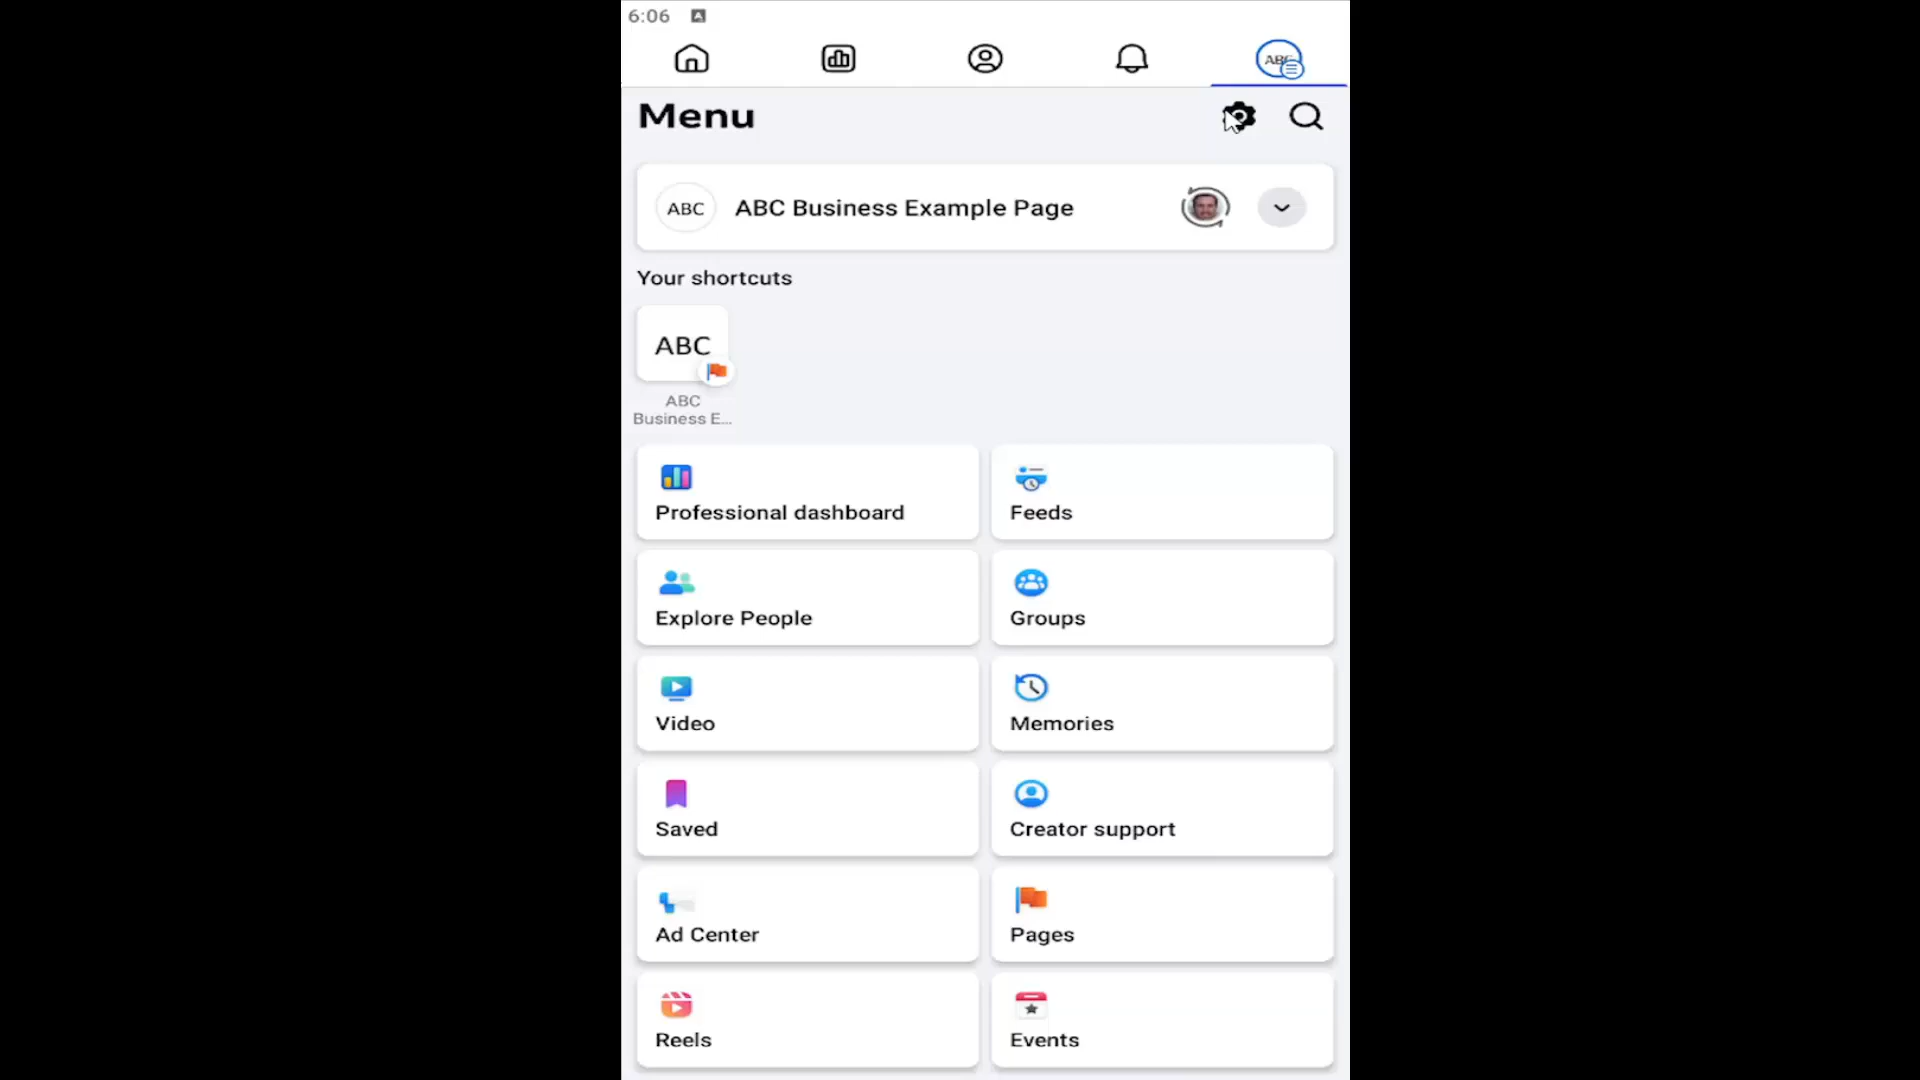 6:06 A
ABC
Menu
ABC ABC Business Example Page
Your shortcuts
ABC
ABC
Business E...
Professional dashboard
Feeds
Explore People
Groups
Video
Memories
Saved
Creator support
Ad Center
Pages
Reels
Events